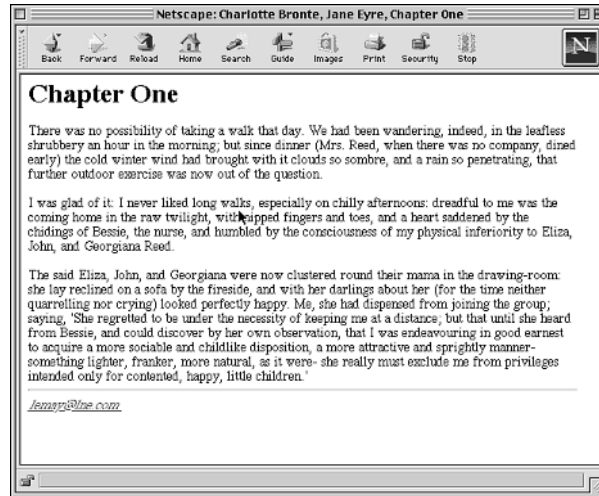 Netscape: Charlotte Bronte, Jane Eyre, Chapter One
Back Forward Reload Home Search Guide Images Print Security Stop
N
Chapter One
There was no possibility of taking a walk that day. We had been wandering, indeed, in the leafless
shrubbery an hour in the morning; but since dinner (Mrs. Reed, when there was no company, dined
early) the cold winter wind had brought with it clouds so sombre, and a rain so penetrating, that
further outdoor exercise was now out of the question.
I was glad of it: I never liked long walks, especially on chilly afternoons: dreadful to me was the
coming home in the raw twilight, with nipped fingers and toes, and a heart saddened by the
chidings of Bessie, the nurse, and humbled by the consciousness of my physical inferiority to Eliza,
John, and Georgiana Reed.
The said Eliza, John, and Georgiana were now clustered round their mama in the drawing-room:
she lay reclined on a sofa by the fireside, and with her darlings about her (for the time neither
quarrelling nor crying) looked perfectly happy. Me, she had dispensed from joining the group;
saying, 'She regretted to be under the necessity of keeping me at a distance; but that until she heard
from Bessie, and could discover by her own observation, that I was endeavouring in good earnest
to acquire a more sociable and childlike disposition, a more attractive and sprightly manner-
something lighter, franker, more natural, as it were- she really must exclude me from privileges
intended only for contented, happy, little children.'
lemay@lne.com